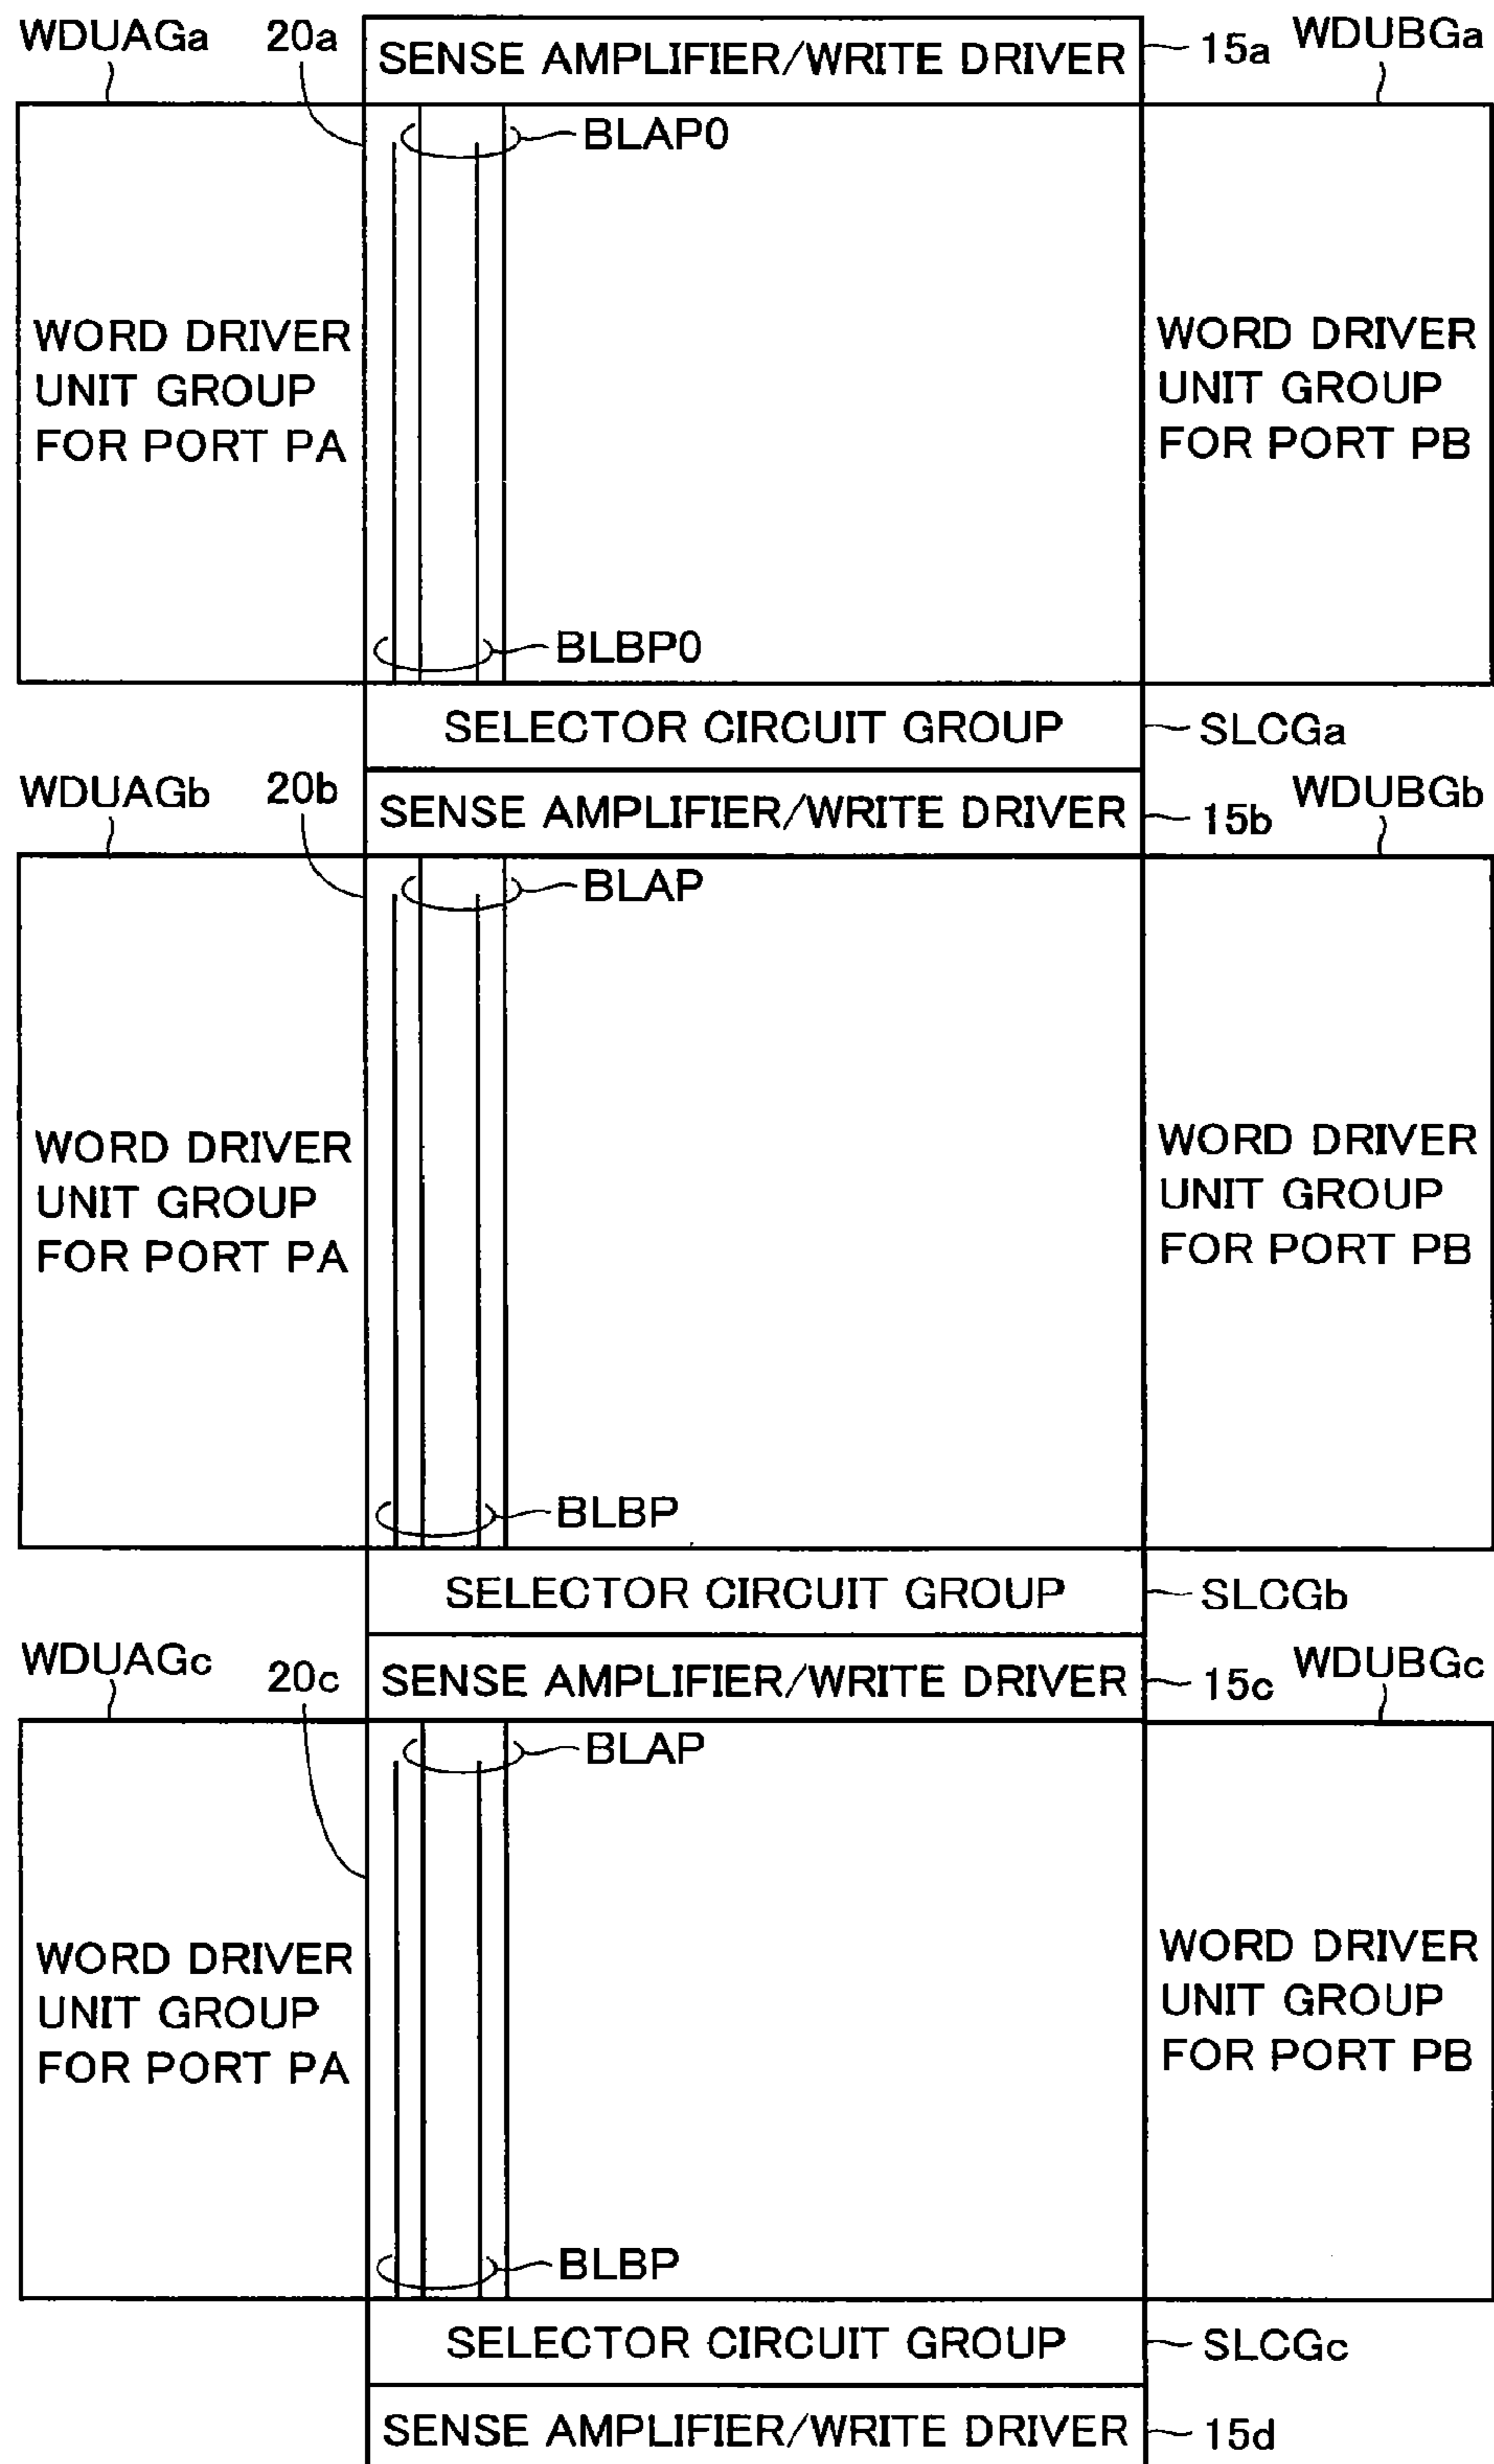 WDUAGa
20a
SENSE AMPLIFIER/WRITE DRIVER
15a
WDUBGa
BLAP0
WORD DRIVER
UNIT GROUP
FOR PORT PA
WORD DRIVER
UNIT GROUP
FOR PORT PB
BLBP0
SELECTOR CIRCUIT GROUP
SLCGa
WDUAGb
20b
SENSE AMPLIFIER/WRITE DRIVER
15b
WDUBGb
BLAP
WORD DRIVER
UNIT GROUP
FOR PORT PA
WORD DRIVER
UNIT GROUP
FOR PORT PB
BLBP
SELECTOR CIRCUIT GROUP
SLCGb
WDUAGc
20c
SENSE AMPLIFIER/WRITE DRIVER
15c
WDUBGc
BLAP
WORD DRIVER
UNIT GROUP
FOR PORT PA
WORD DRIVER
UNIT GROUP
FOR PORT PB
BLBP
SELECTOR CIRCUIT GROUP
SLCGc
SENSE AMPLIFIER/WRITE DRIVER
15d